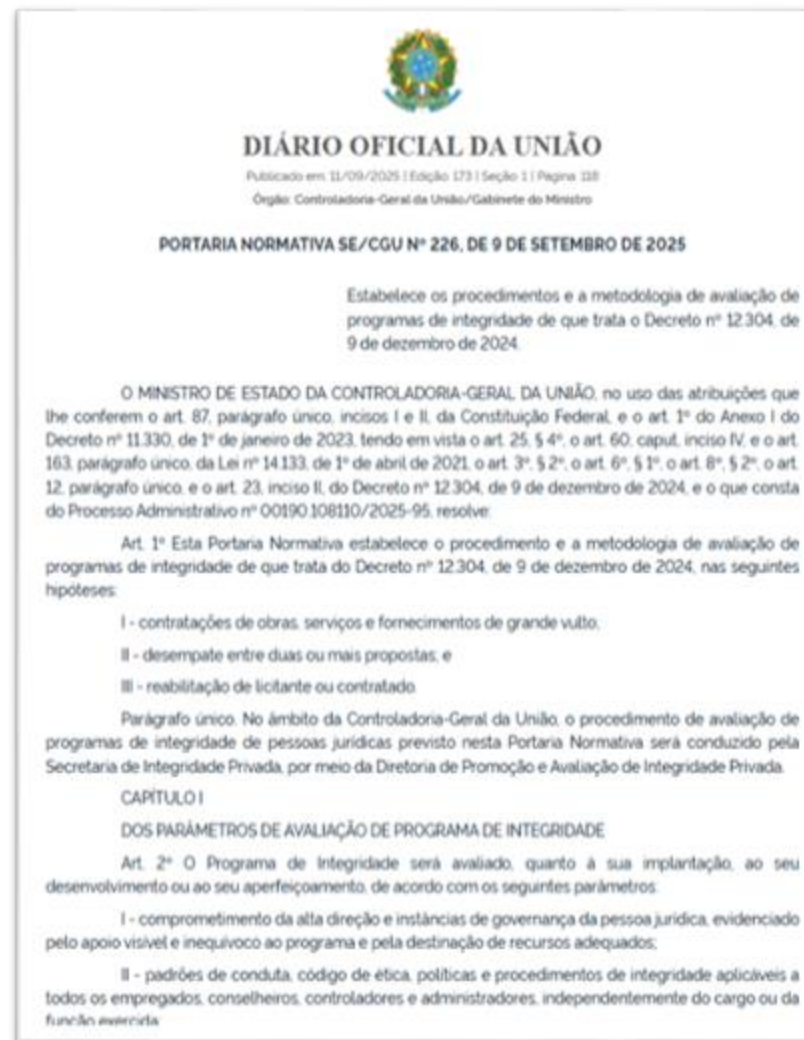 DIÁRIO OFICIAL DA UNIÃO
Publicado em: 11/09/2025 | Edição: 173 | Seção: 1 | Página: 118
Órgão: Controladoria-Geral da União/Gabinete do Ministro
PORTARIA NORMATIVA SE/CGU Nº 226, DE 9 DE SETEMBRO DE 2025
Estabelece os procedimentos e a metodologia de avaliação de
programas de integridade de que trata o Decreto nº 12.304, de
9 de dezembro de 2024.
O MINISTRO DE ESTADO DA CONTROLADORIA-GERAL DA UNIÃO, no uso das atribuições que
lhe conferem o art. 87, parágrafo único, incisos I e II, da Constituição Federal, e o art. 1º do Anexo I do
Decreto nº 11.330, de 1º de janeiro de 2023, tendo em vista o art. 25, § 4º, o art. 60, caput, inciso IV, e o art.
163, parágrafo único, da Lei nº 14.133, de 1º de abril de 2021, o art. 3º, § 2º, o art. 6º, § 1º, o art. 8º, § 2º, o art.
12, parágrafo único, e o art. 23, inciso II, do Decreto nº 12.304, de 9 de dezembro de 2024, e o que consta
do Processo Administrativo nº 00190.108110/2025-95, resolve:
Art. 1º Esta Portaria Normativa estabelece o procedimento e a metodologia de avaliação de
programas de integridade de que trata do Decreto nº 12.304, de 9 de dezembro de 2024, nas seguintes
hipóteses:
I - contratações de obras, serviços e fornecimentos de grande vulto;
II - desempate entre duas ou mais propostas; e
III - reabilitação de licitante ou contratado.
Parágrafo único. No âmbito da Controladoria-Geral da União, o procedimento de avaliação de
programas de integridade de pessoas jurídicas previsto nesta Portaria Normativa será conduzido pela
Secretaria de Integridade Privada, por meio da Diretoria de Promoção e Avaliação de Integridade Privada.
CAPÍTULO I
DOS PARÂMETROS DE AVALIAÇÃO DE PROGRAMA DE INTEGRIDADE
Art. 2º O Programa de Integridade será avaliado, quanto à sua implantação, ao seu
desenvolvimento ou ao seu aperfeiçoamento, de acordo com os seguintes parâmetros:
I - comprometimento da alta direção e instâncias de governança da pessoa jurídica, evidenciado
pelo apoio visível e inequívoco ao programa e pela destinação de recursos adequados;
II - padrões de conduta, código de ética, políticas e procedimentos de integridade aplicáveis a
todos os empregados, conselheiros, controladores e administradores, independentemente do cargo ou da
função exercida